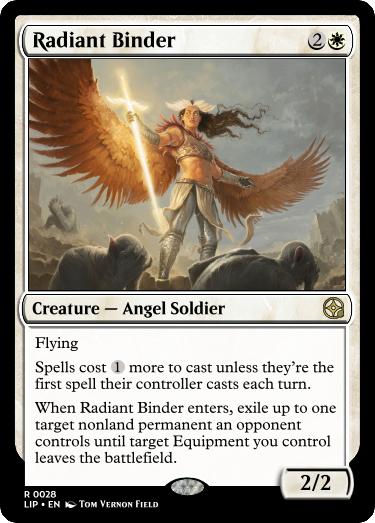 Radiant Binder 2
Creature — Angel Soldier
Flying
Spells cost 1 more to cast unless they're the
first spell their controller casts each turn.
When Radiant Binder enters, exile up to one
target nonland permanent an opponent
controls until target Equipment you control
leaves the battlefield.
2/2
R 0028
LIP • EN Tom Vernon Field